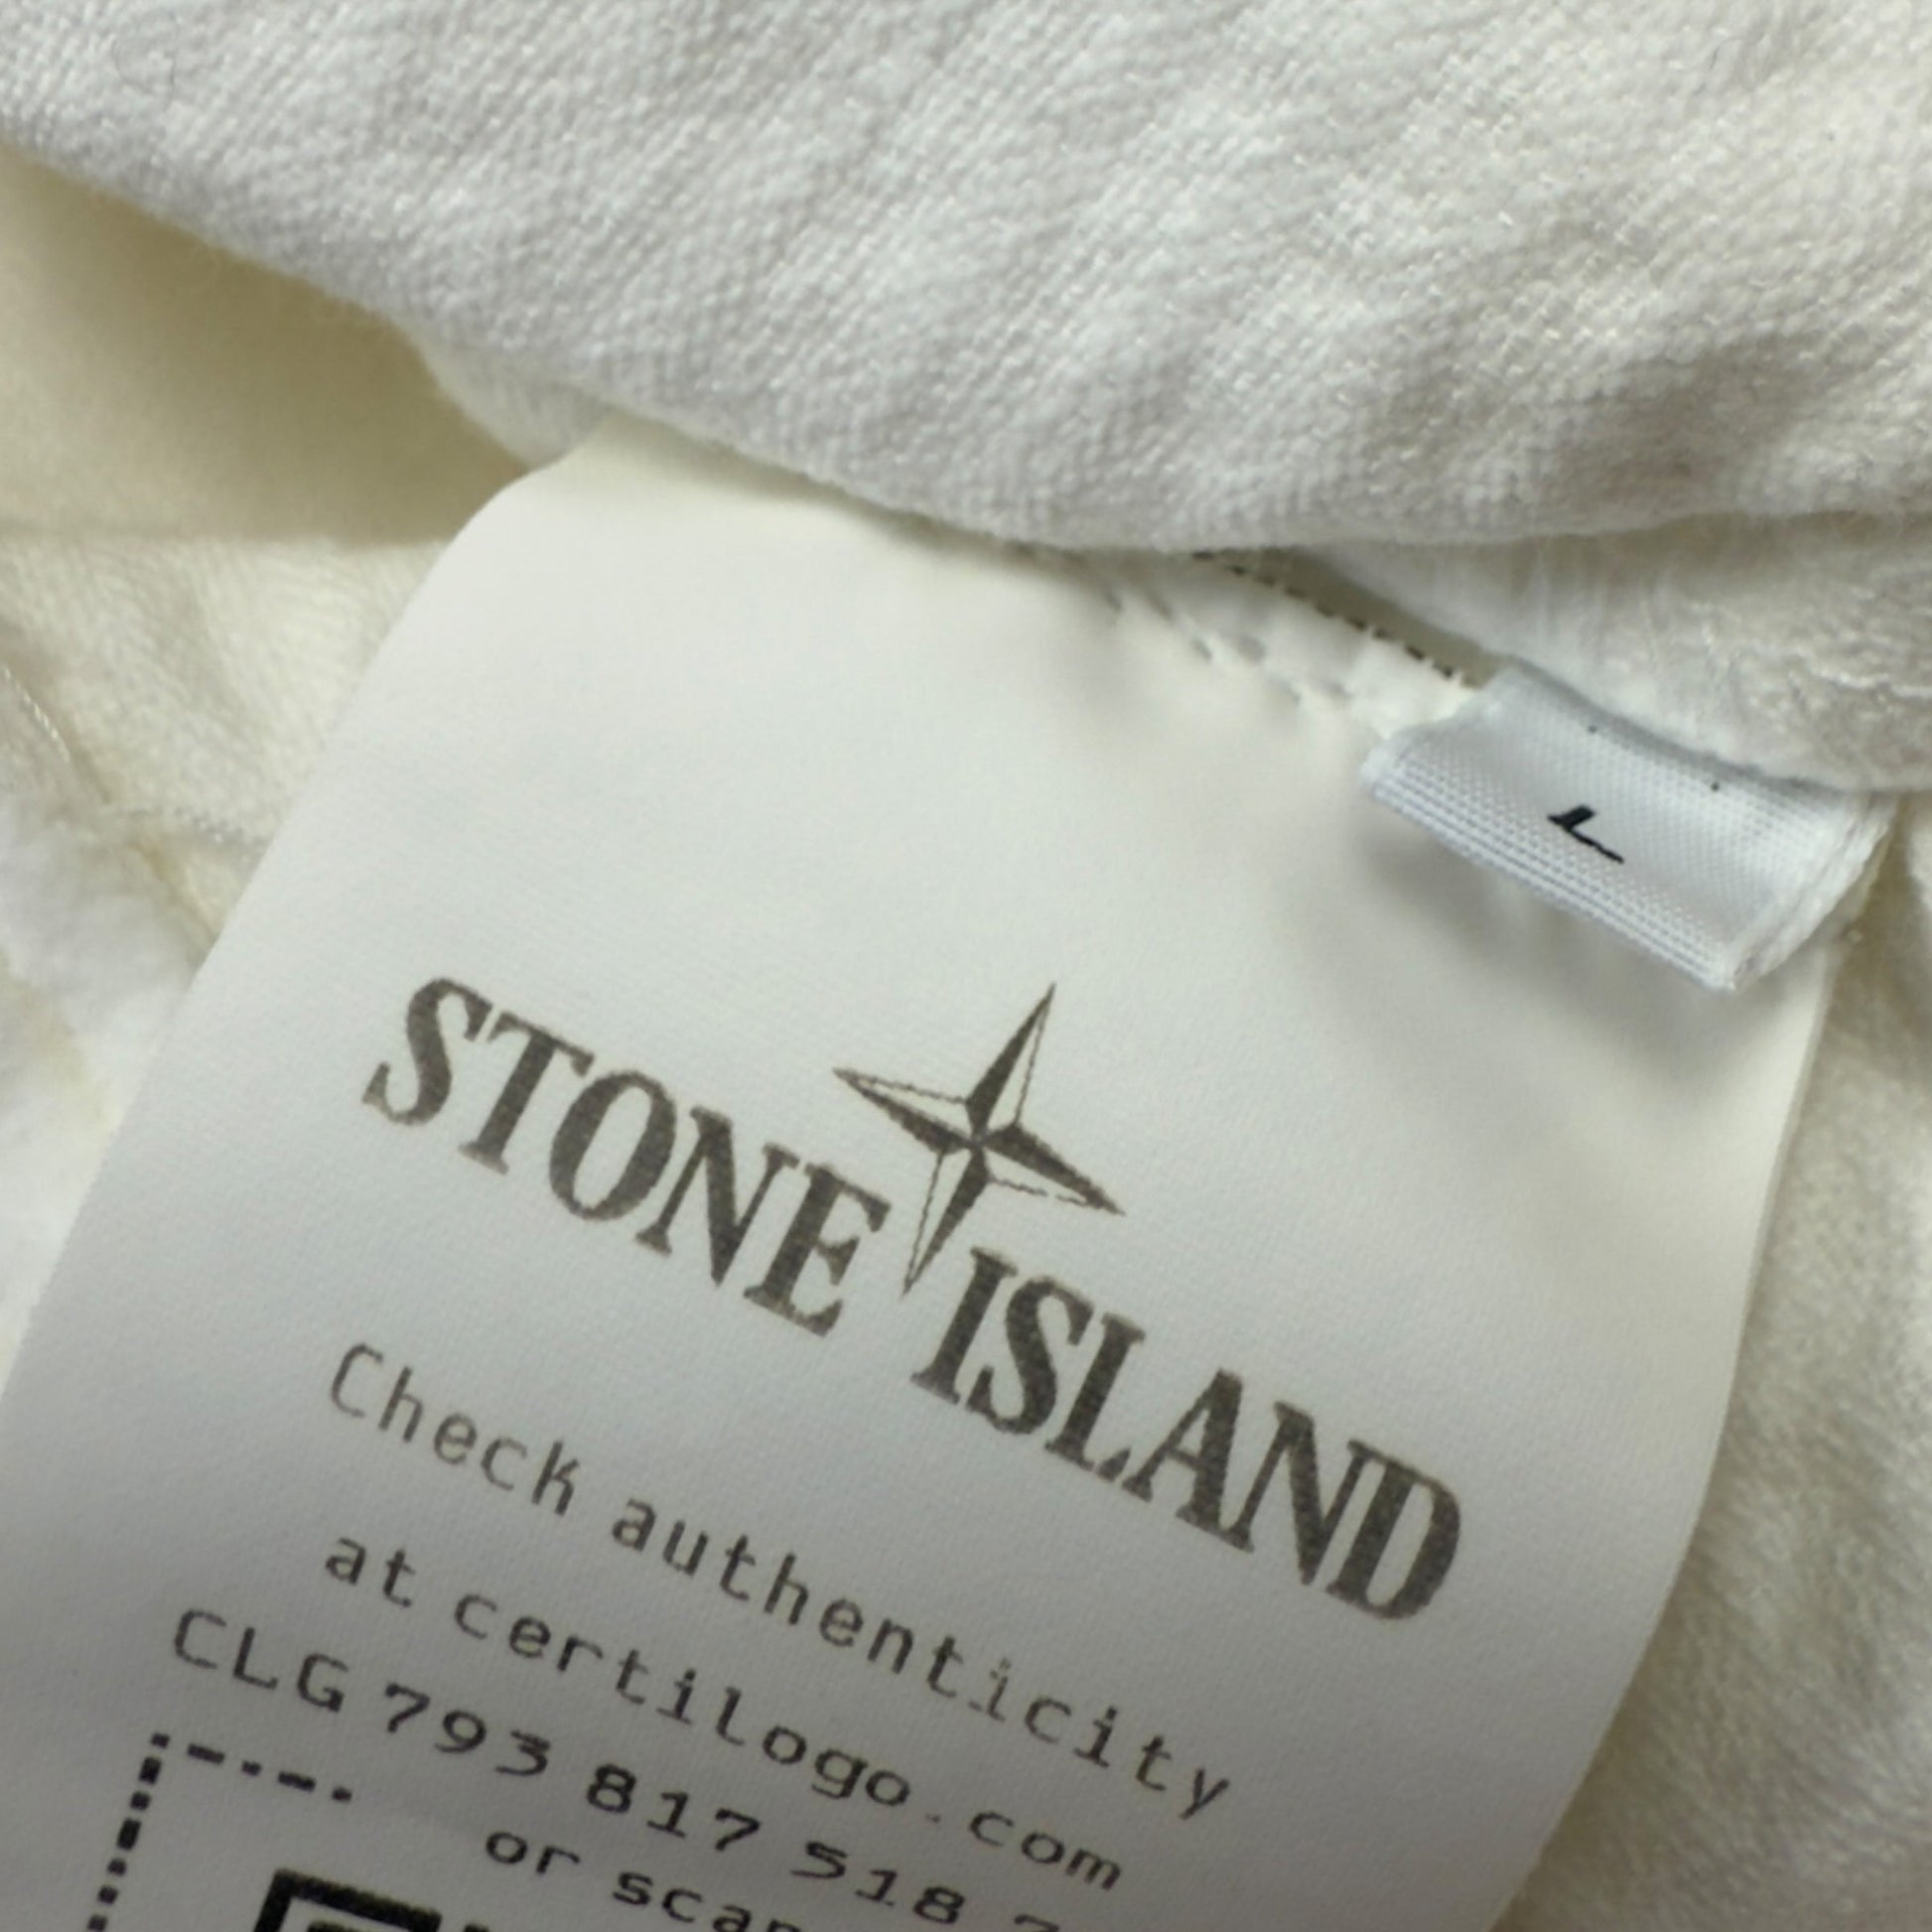 L
STONE ISLAND
Check authenticity
at certilogo.com
CLG 793 817 518
or